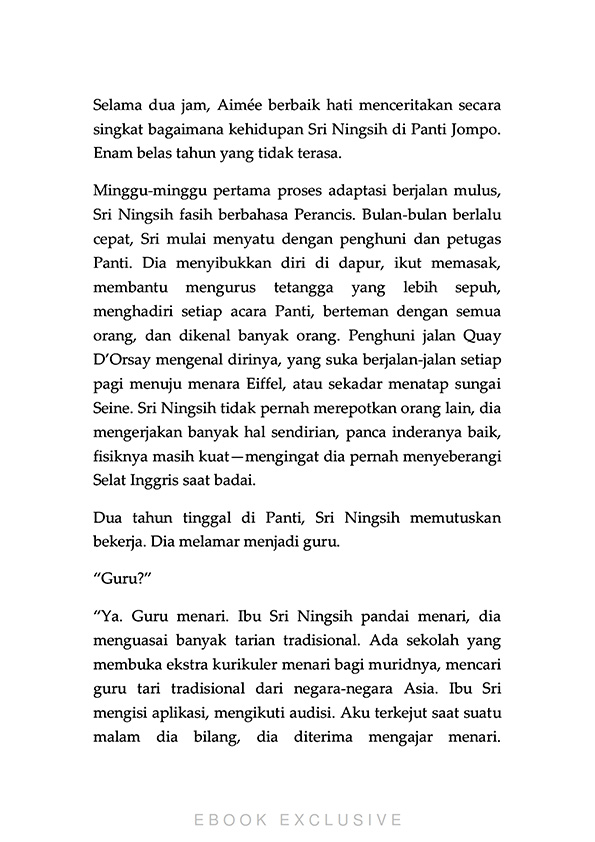 Selama dua jam, Aimée berbaik hati menceritakan secara
singkat bagaimana kehidupan Sri Ningsih di Panti Jompo.
Enam belas tahun yang tidak terasa.
Minggu-minggu pertama proses adaptasi berjalan mulus,
Sri Ningsih fasih berbahasa Perancis. Bulan-bulan berlalu
cepat, Sri mulai menyatu dengan penghuni dan petugas
Panti. Dia menyibukkan diri di dapur, ikut memasak,
membantu mengurus tetangga yang lebih sepuh,
menghadiri setiap acara Panti, berteman dengan semua
orang, dan dikenal banyak orang. Penghuni jalan Quay
D’Orsay mengenal dirinya, yang suka berjalan-jalan setiap
pagi menuju menara Eiffel, atau sekadar menatap sungai
Seine. Sri Ningsih tidak pernah merepotkan orang lain, dia
mengerjakan banyak hal sendirian, panca inderanya baik,
fisiknya masih kuat—mengingat dia pernah menyeberangi
Selat Inggris saat badai.
Dua tahun tinggal di Panti, Sri Ningsih memutuskan
bekerja. Dia melamar menjadi guru.
“Guru?”
“Ya. Guru menari. Ibu Sri Ningsih pandai menari, dia
menguasai banyak tarian tradisional. Ada sekolah yang
membuka ekstra kurikuler menari bagi muridnya, mencari
guru tari tradisional dari negara-negara Asia. Ibu Sri
mengisi aplikasi, mengikuti audisi. Aku terkejut saat suatu
malam dia bilang, dia diterima mengajar menari.
EBOOK EXCLUSIVE